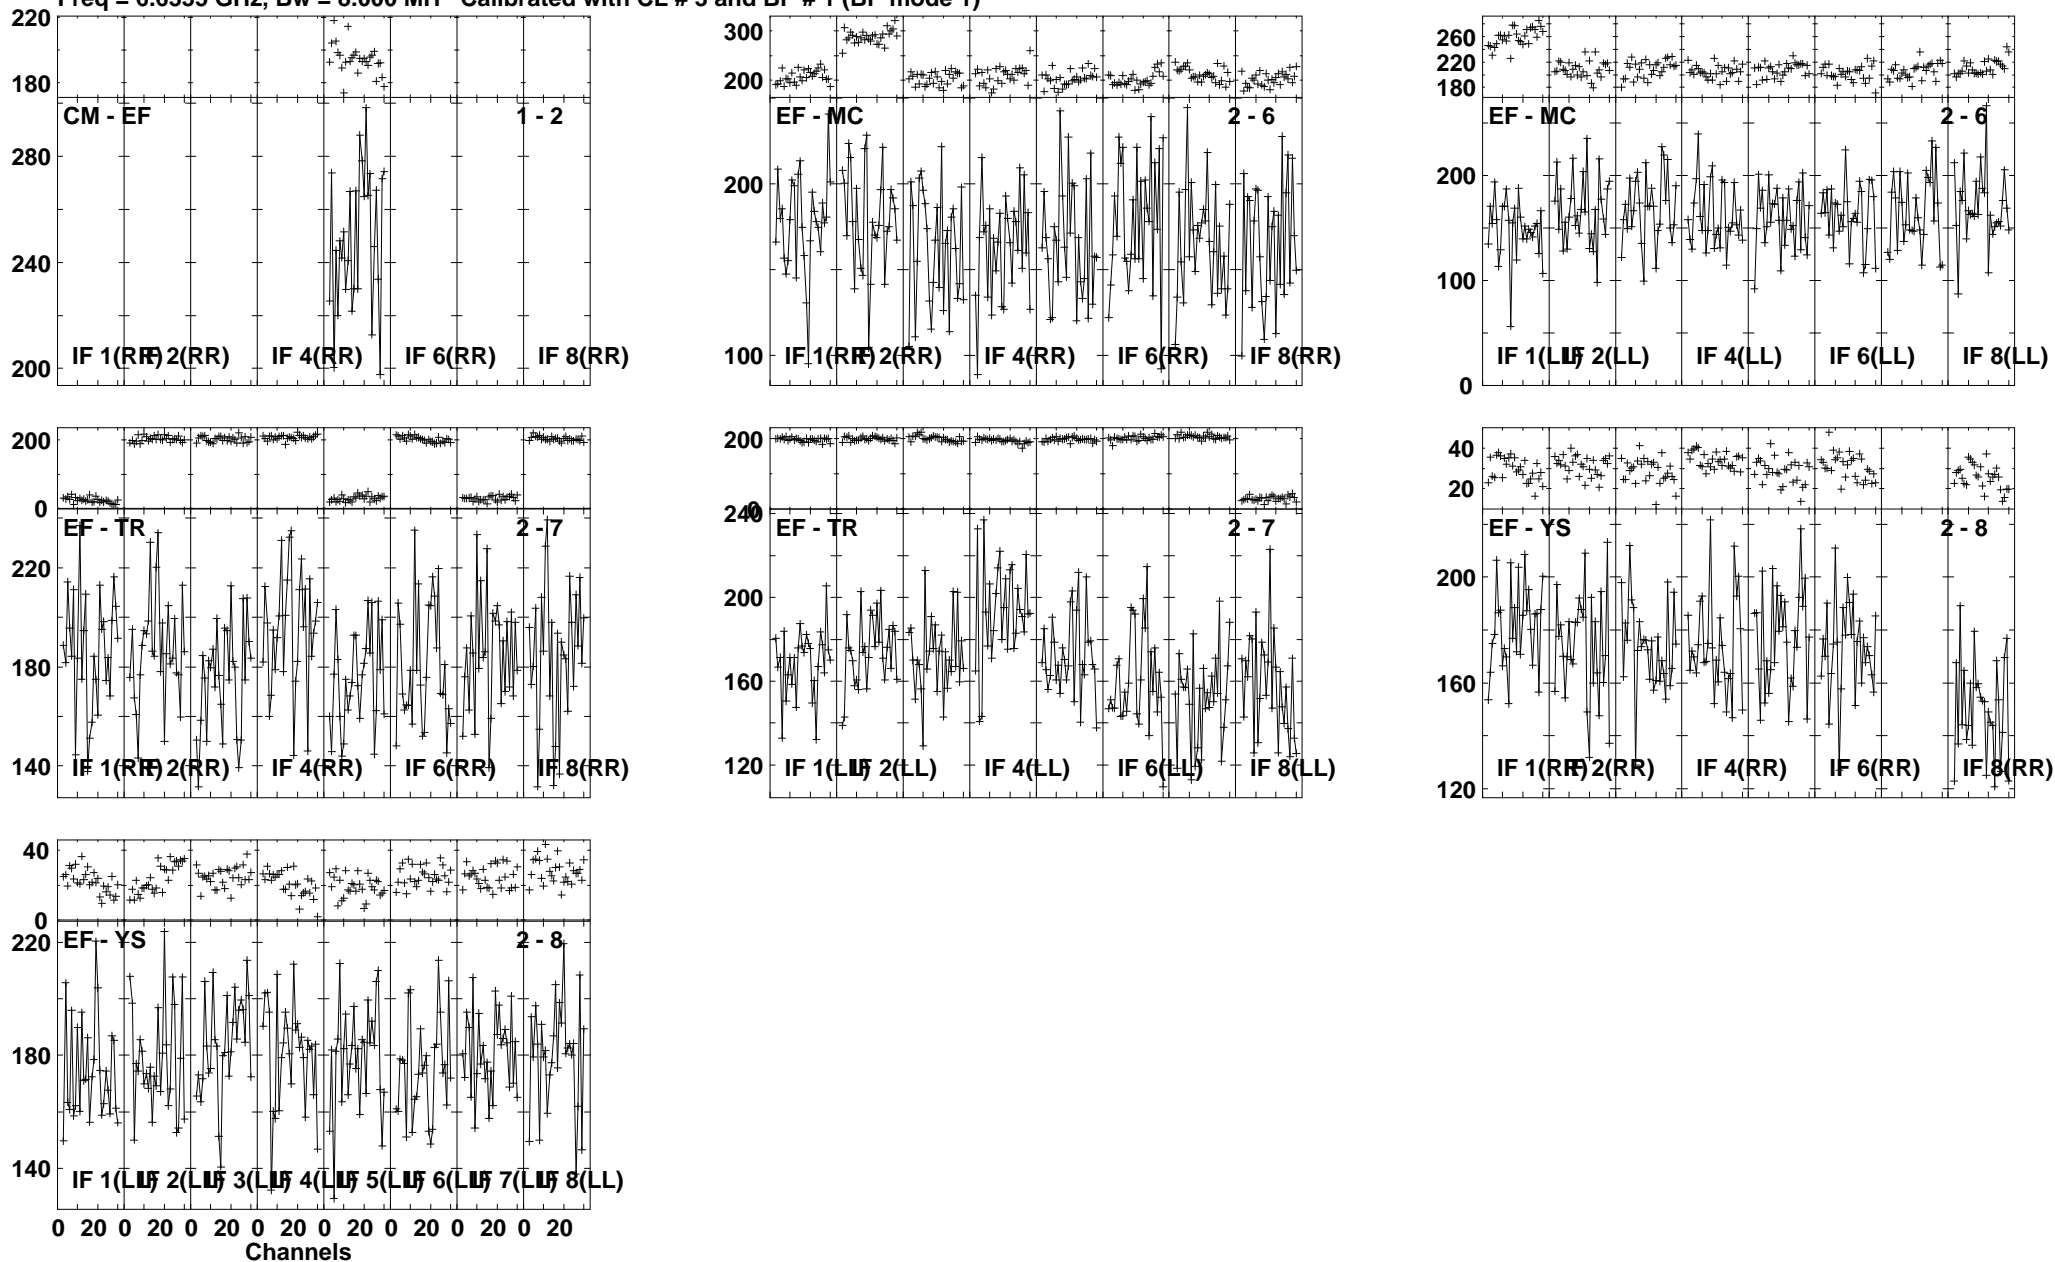 Calibrated with CL # 3 and BP # 1 (BP mode 1)
220
180
CM - EF
1 - 2
280
240
200
IF 1(RR)
IF 2(RR)
IF 4(RR)
IF 6(RR)
IF 8(RR)
300
200
EF - MC
2 - 6
200
100
IF 1(RR)
IF 2(RR)
IF 4(RR)
IF 6(RR)
IF 8(RR)
260
220
180
EF - MC
2 - 6
200
100
0
IF 1(LL)
IF 2(LL)
IF 4(LL)
IF 6(LL)
IF 8(LL)
200
0
EF - TR
2 - 7
220
180
140
IF 1(RR)
IF 2(RR)
IF 4(RR)
IF 6(RR)
IF 8(RR)
200
0
240
EF - TR
2 - 7
200
160
120
IF 1(LL)
IF 2(LL)
IF 4(LL)
IF 6(LL)
IF 8(LL)
40
20
EF - YS
2 - 8
200
160
120
IF 1(RR)
IF 2(RR)
IF 4(RR)
IF 6(RR)
IF 8(RR)
40
0
EF - YS
2 - 8
220
180
140
IF 1(LL)
IF 2(LL)
IF 3(LL)
IF 4(LL)
IF 5(LL)
IF 6(LL)
IF 7(LL)
IF 8(LL)
0 20 0 20 0 20 0 20 0 20 0 20 0 20 0 20
Channels